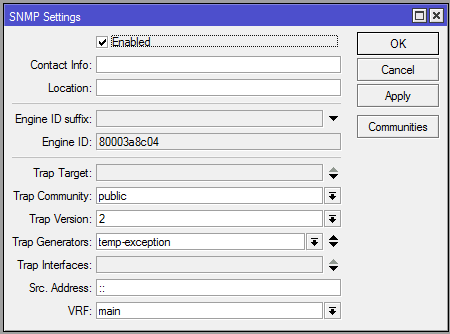 SNMP Settings
Enabled
OK
Contact Info:
Cancel
Location:
Apply
Engine ID suffix:
Communities
Engine ID: 80003a8c04
Trap Target:
Trap Community: public
Trap Version: 2
Trap Generators: temp-exception
Trap Interfaces:
Src. Address: ::
VRF: main